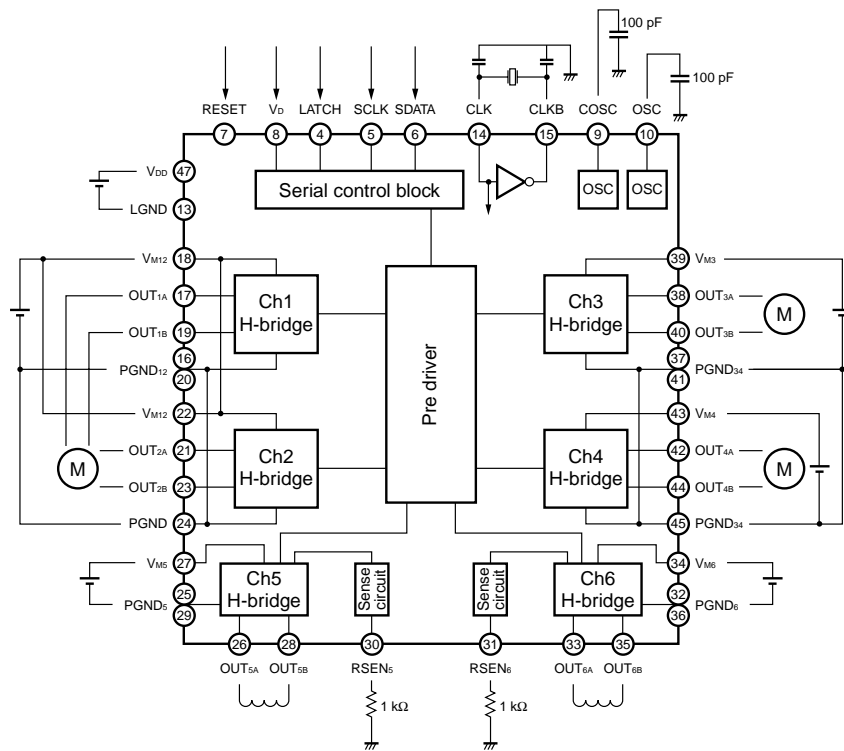 100 pF
100 pF
RESET VD LATCH SCLK SDATA CLK CLKB COSC OSC
7 8 4 5 6 14 15 9 10
VDD 47
Serial control block
OSC OSC
LGND 13
VM12 18
39 VM3
OUT1A 17
Ch1
H-bridge
Ch3
H-bridge
38 OUT3A
M
OUT1B 19
40 OUT3B
16
PGND12
20
37
PGND34
41
Pre driver
VM12 22
43 VM4
M
OUT2A 21
Ch2
H-bridge
Ch4
H-bridge
42 OUT4A
M
OUT2B 23
44 OUT4B
PGND 24
45 PGND34
VM5 27
34 VM6
Ch5
H-bridge
Sense
circuit
Sense
circuit
Ch6
H-bridge
25
PGND5
29
32
PGND6
36
26 28 30 31 33 35
OUT5A OUT5B RSEN5 RSEN6 OUT6A OUT6B
1 kΩ 1 kΩ